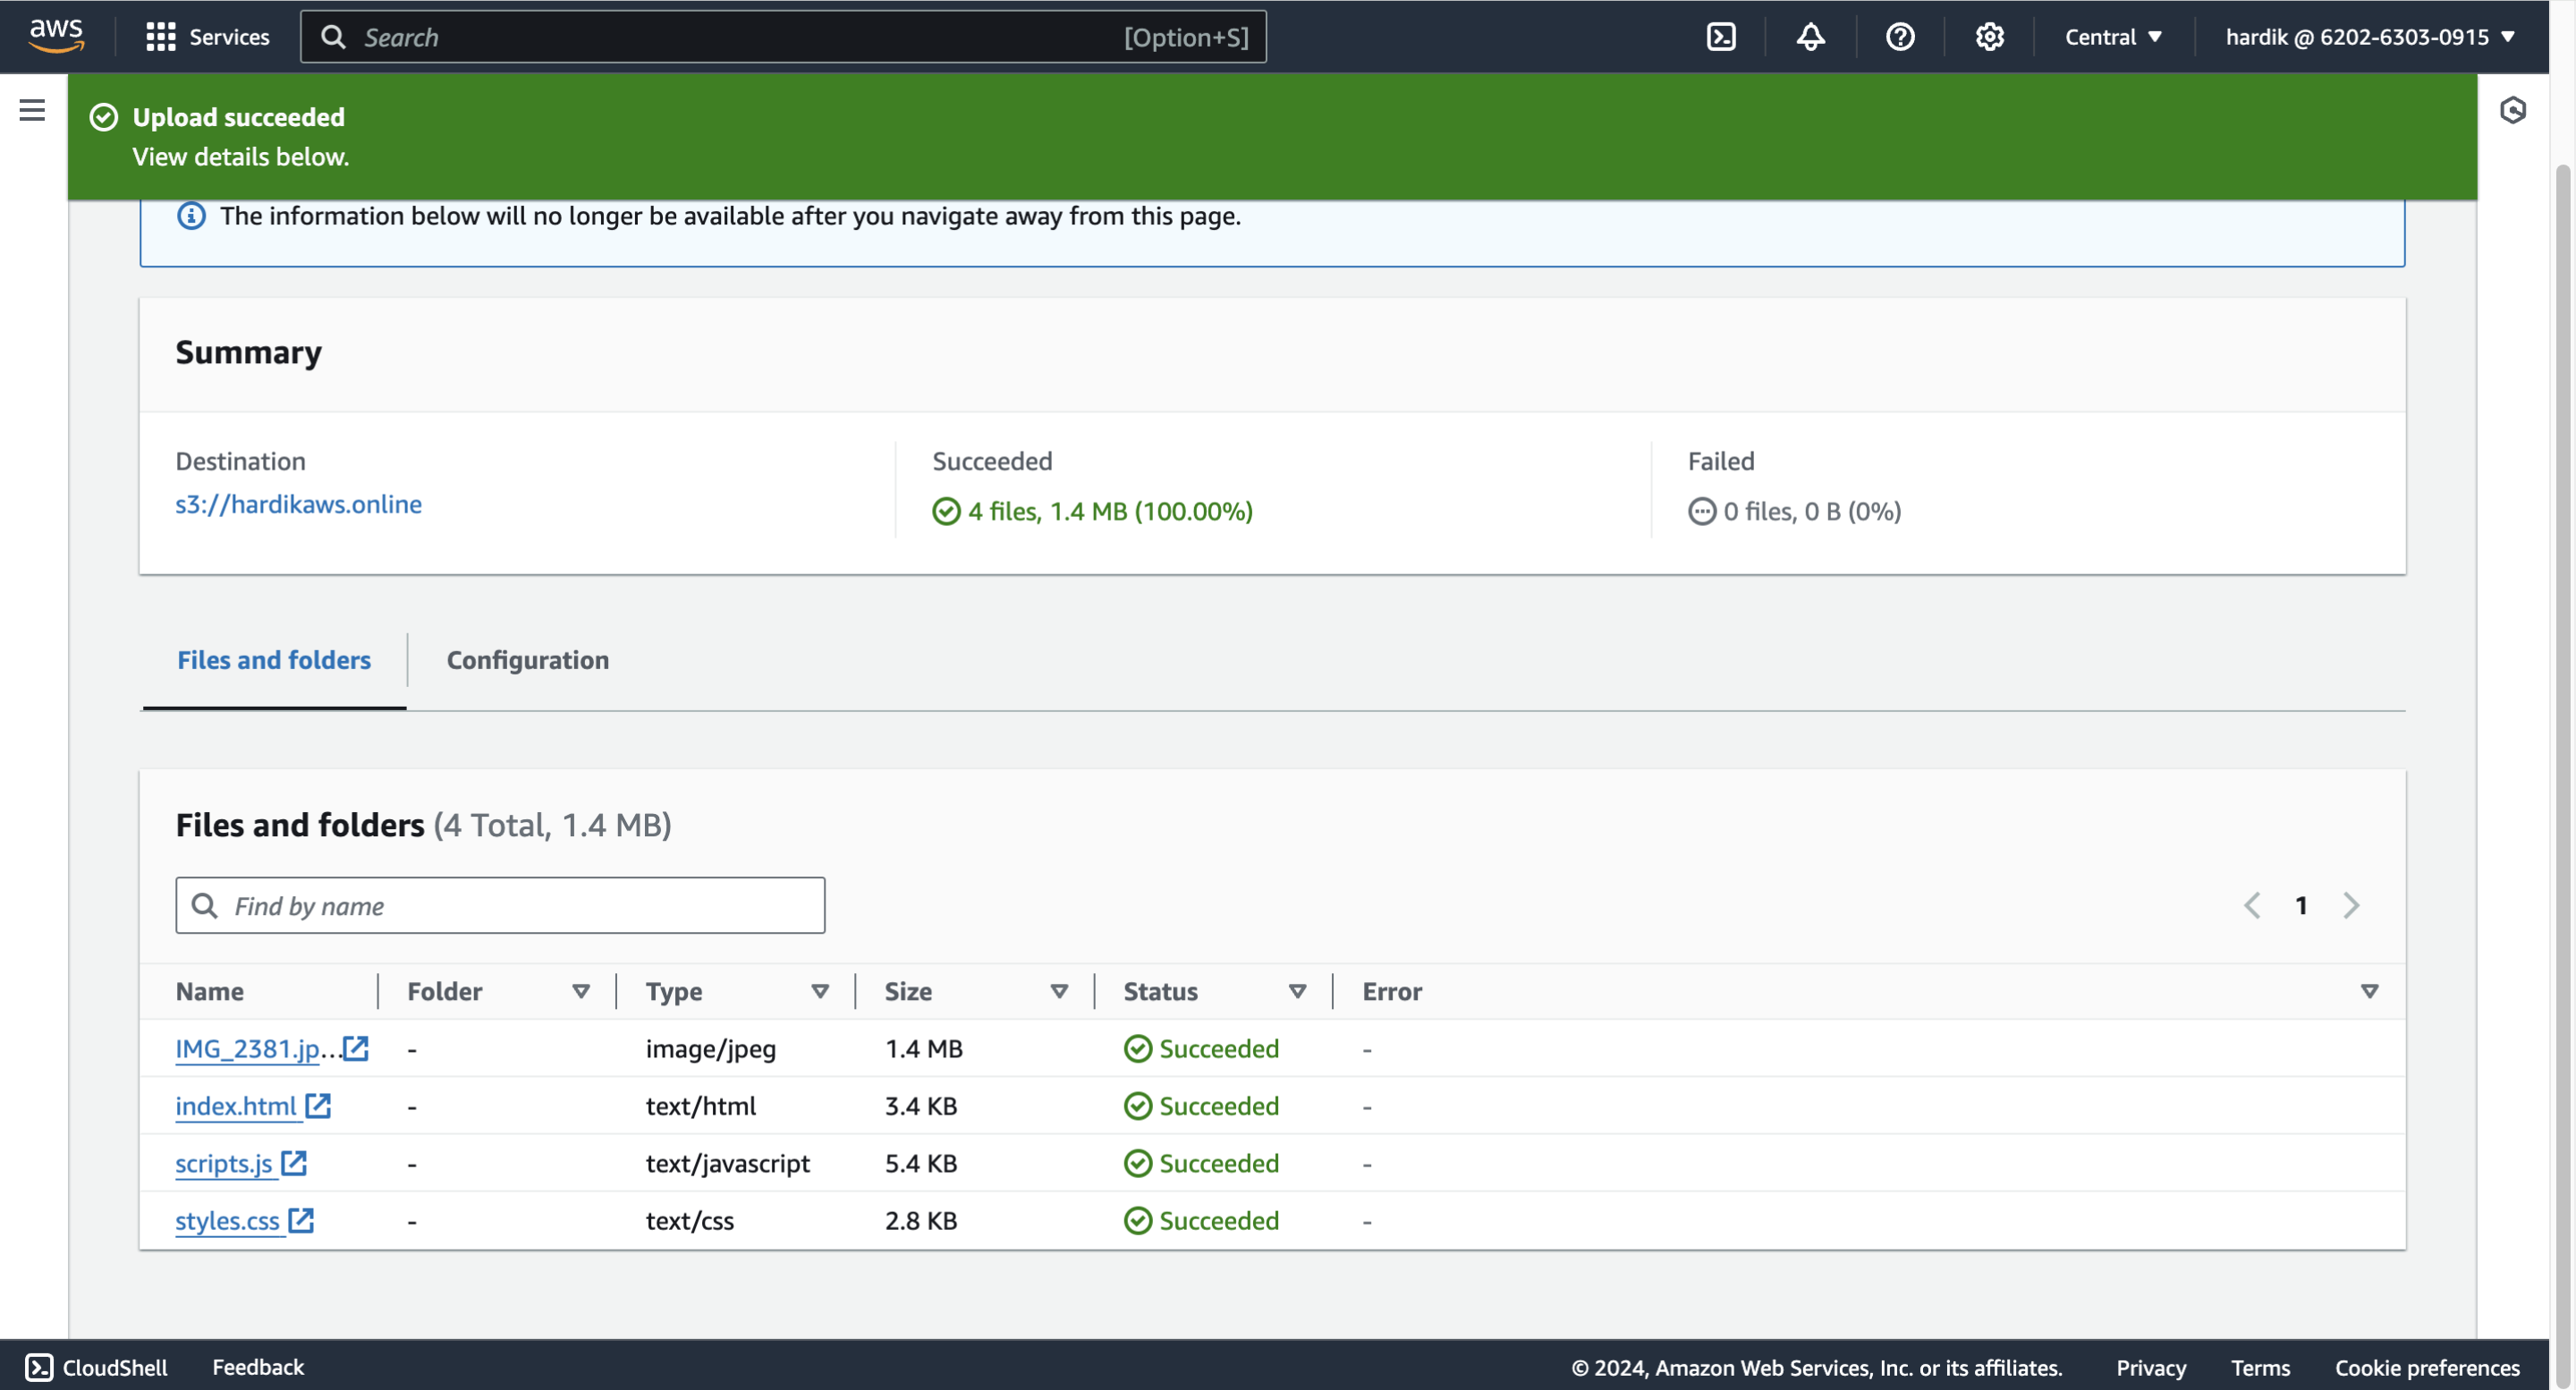 aws Services Search [Option+S] Central hardik @ 6202-6303-0915
Upload succeeded
View details below.
The information below will no longer be available after you navigate away from this page.
Summary
Destination Succeeded Failed
s3://hardikaws.online 4 files, 1.4 MB (100.00%) 0 files, 0 B (0%)
Files and folders Configuration
Files and folders (4 Total, 1.4 MB)
Find by name 1
Name Folder Type Size Status Error
IMG_2381.jp... - image/jpeg 1.4 MB Succeeded -
index.html - text/html 3.4 KB Succeeded -
scripts.js - text/javascript 5.4 KB Succeeded -
styles.css - text/css 2.8 KB Succeeded -
CloudShell Feedback © 2024, Amazon Web Services, Inc. or its affiliates. Privacy Terms Cookie preferences